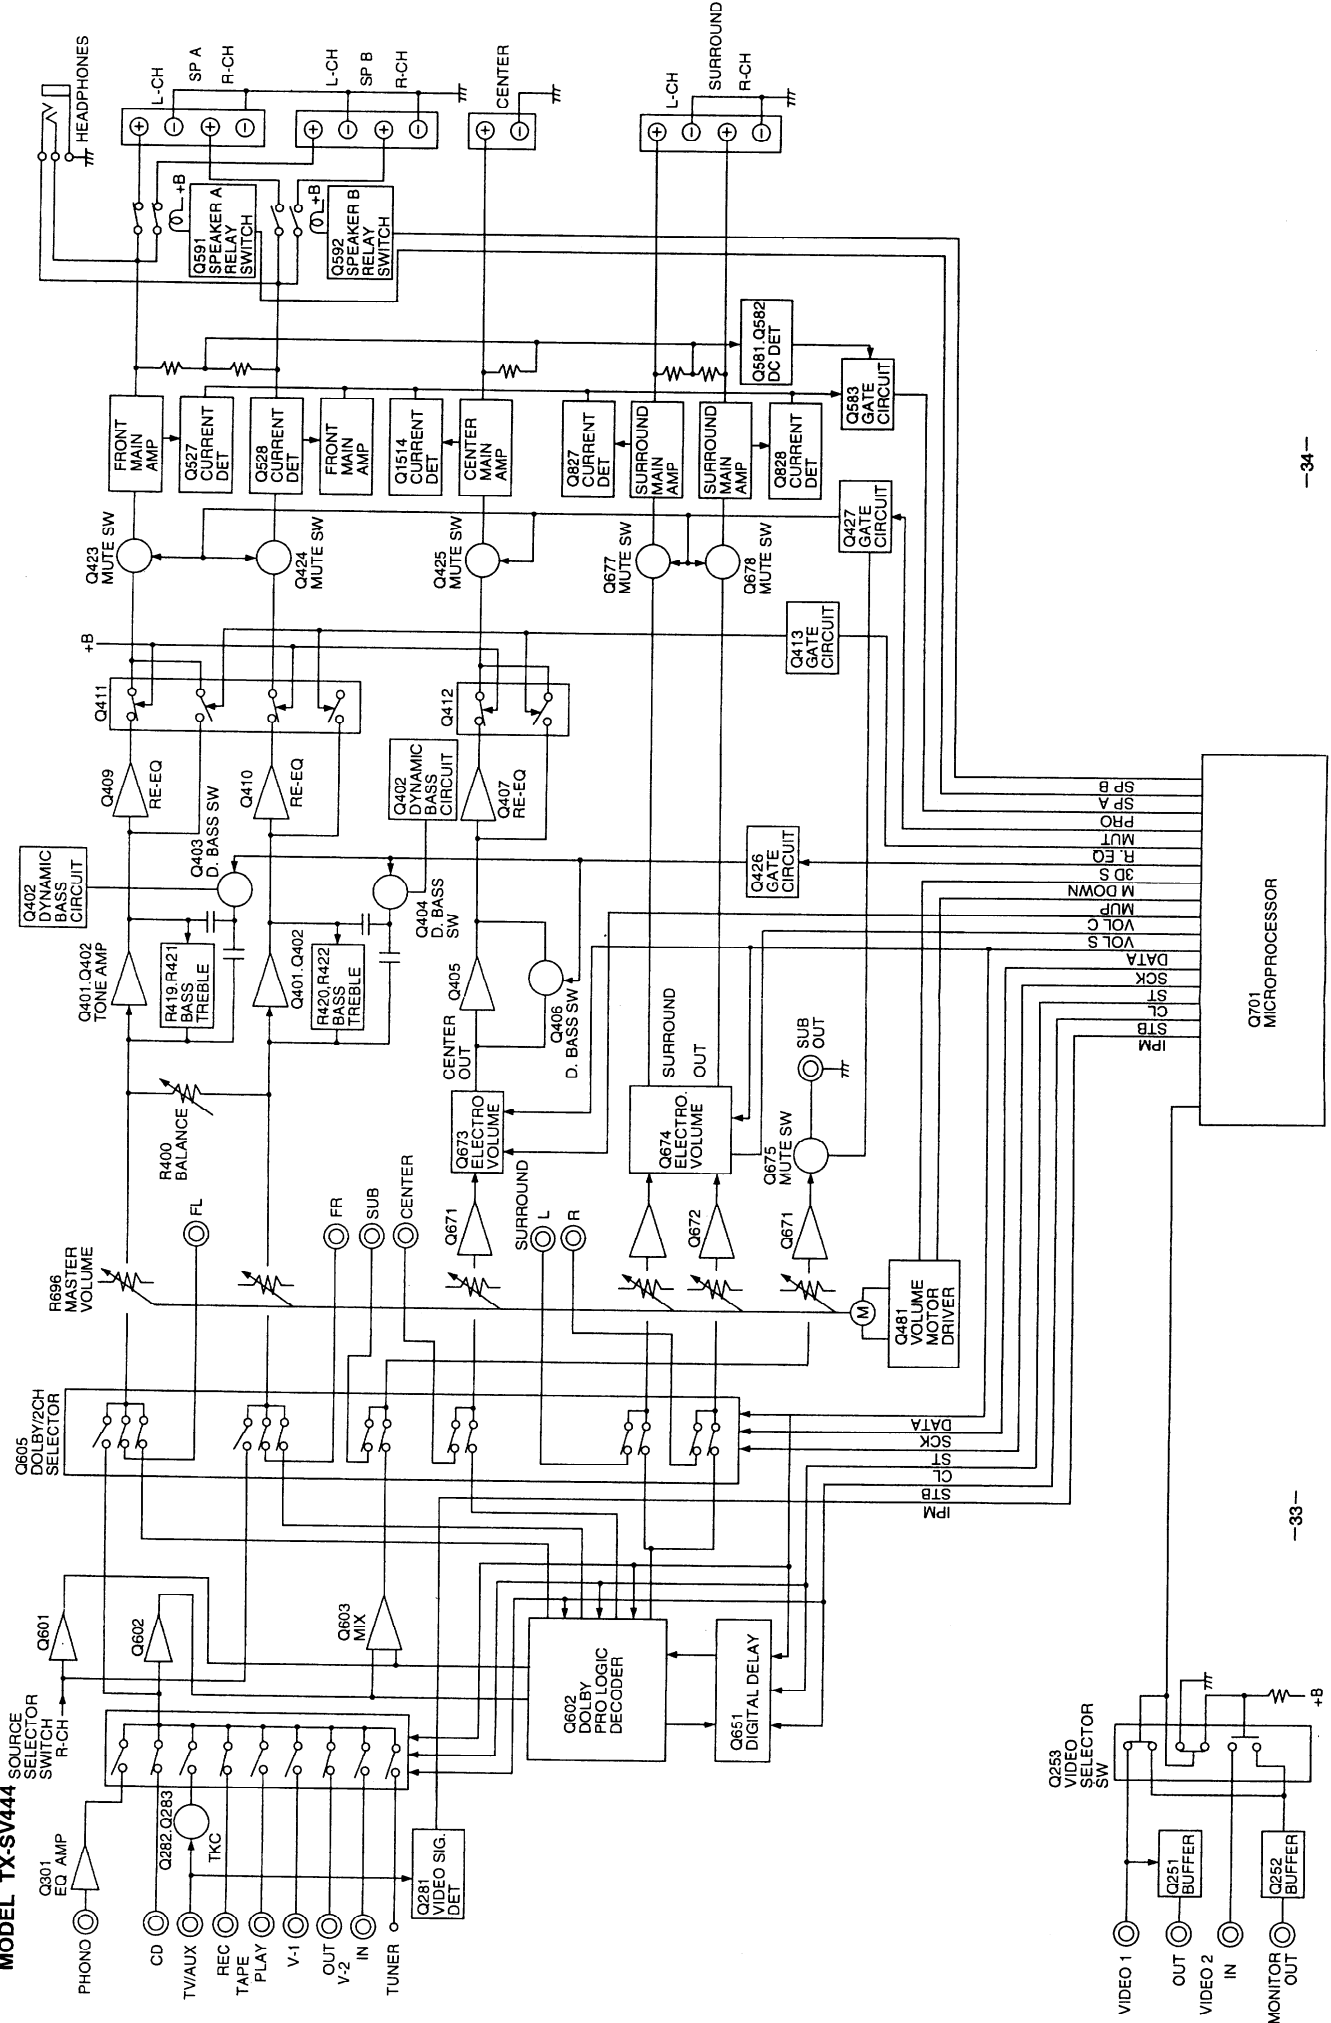 MODEL TX-SV444
PHONO
CD
TV/AUX
REC
TAPE
PLAY
V-1
OUT
V-2
IN
TUNER
Q301
EQ AMP
Q282.Q283
TKC
Q281
VIDEO SIG.
DET
SOURCE
SELECTOR
SWITCH
R-CH
Q601
Q602
Q603
MIX
Q602
DOLBY
PRO LOGIC
DECODER
Q651
DIGITAL DELAY
Q605
DOLBY/2CH
SELECTOR
DATA
SCK
ST
CL
STB
IPM
R696
MASTER
VOLUME
FL
FR
SUB
CENTER
SURROUND
L
R
Q671
Q672
Q671
M
Q481
VOLUME
MOTOR
DRIVER
R400
BALANCE
Q673
ELECTRO
VOLUME
CENTER
OUT
Q674
ELECTRO.
VOLUME
SURROUND
OUT
Q675
MUTE SW
SUB
OUT
Q401.Q402
TONE AMP
R419.R421
BASS
TREBLE
Q401.Q402
R420.R422
BASS
TREBLE
Q405
Q406
D. BASS SW
Q402
DYNAMIC
BASS
CIRCUIT
Q403
D. BASS SW
Q404
D. BASS
SW
Q402
DYNAMIC
BASS
CIRCUIT
Q426
GATE
CIRCUIT
Q409
RE-EQ
Q410
RE-EQ
Q407
RE-EQ
Q411
Q412
+B
Q413
GATE
CIRCUIT
Q423
MUTE SW
Q424
MUTE SW
Q425
MUTE SW
Q677
MUTE SW
Q678
MUTE SW
Q427
GATE
CIRCUIT
FRONT
MAIN
AMP
Q527
CURRENT
DET
Q528
CURRENT
DET
FRONT
MAIN
AMP
Q1514
CURRENT
DET
CENTER
MAIN
AMP
Q827
CURRENT
DET
SURROUND
MAIN
AMP
SURROUND
MAIN
AMP
Q828
CURRENT
DET
Q583
GATE
CIRCUIT
Q581.Q582
DC DET
Q591
SPEAKER A
RELAY
SWITCH
+B
Q592
SPEAKER B
RELAY
SWITCH
+B
HEADPHONES
L-CH
SP A
R-CH
L-CH
SP B
R-CH
CENTER
L-CH
SURROUND
R-CH
SP B
SP A
PRO
MUT
R. EQ
3D S
M DOWN
MUP
VOL C
VOL S
DATA
SCK
ST
CL
STB
IPM
Q701
MICROPROCESSOR
VIDEO 1
OUT
VIDEO 2
IN
MONITOR
OUT
Q251
BUFFER
Q252
BUFFER
Q253
VIDEO
SELECTOR
SW
+B
—33—
—34—